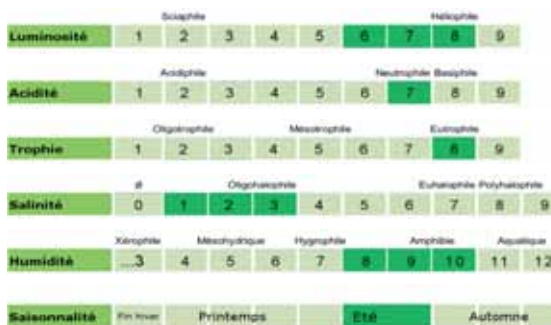 Sciaphile Héliophile
Luminosité 1 2 3 4 5 6 7 8 9
Acidiphile Neutrophile Basiphile
Acidité 1 2 3 4 5 6 7 8 9
Oligotrophile Mésotrophile Eutrophile
Trophie 1 2 3 4 5 6 7 8 9
ø Oligohalophile Euhalophile Polyhalophile
Salinité 0 1 2 3 4 5 6 7 8 9
Xérophile Mésohydrique Hygrophile Amphibie Aquatique
Humidité ...3 4 5 6 7 8 9 10 11 12
Saisonnalité Fin hiver Printemps Eté Automne